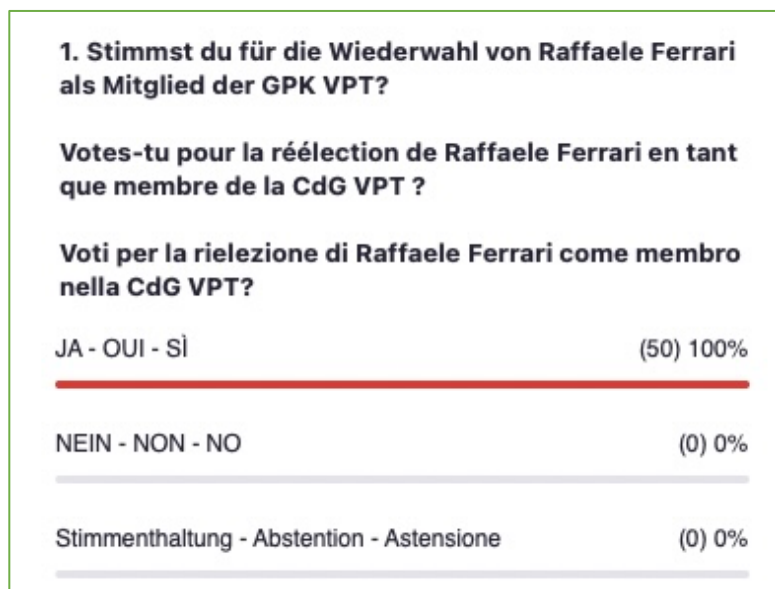 1. Stimmst du für die Wiederwahl von Raffaele Ferrari
als Mitglied der GPK VPT?
Votes-tu pour la réélection de Raffaele Ferrari en tant
que membre de la CdG VPT ?
Voti per la rielezione di Raffaele Ferrari come membro
nella CdG VPT?
JA - OUI - SÌ (50) 100%
NEIN - NON - NO (0) 0%
Stimmenthaltung - Abstention - Astensione (0) 0%